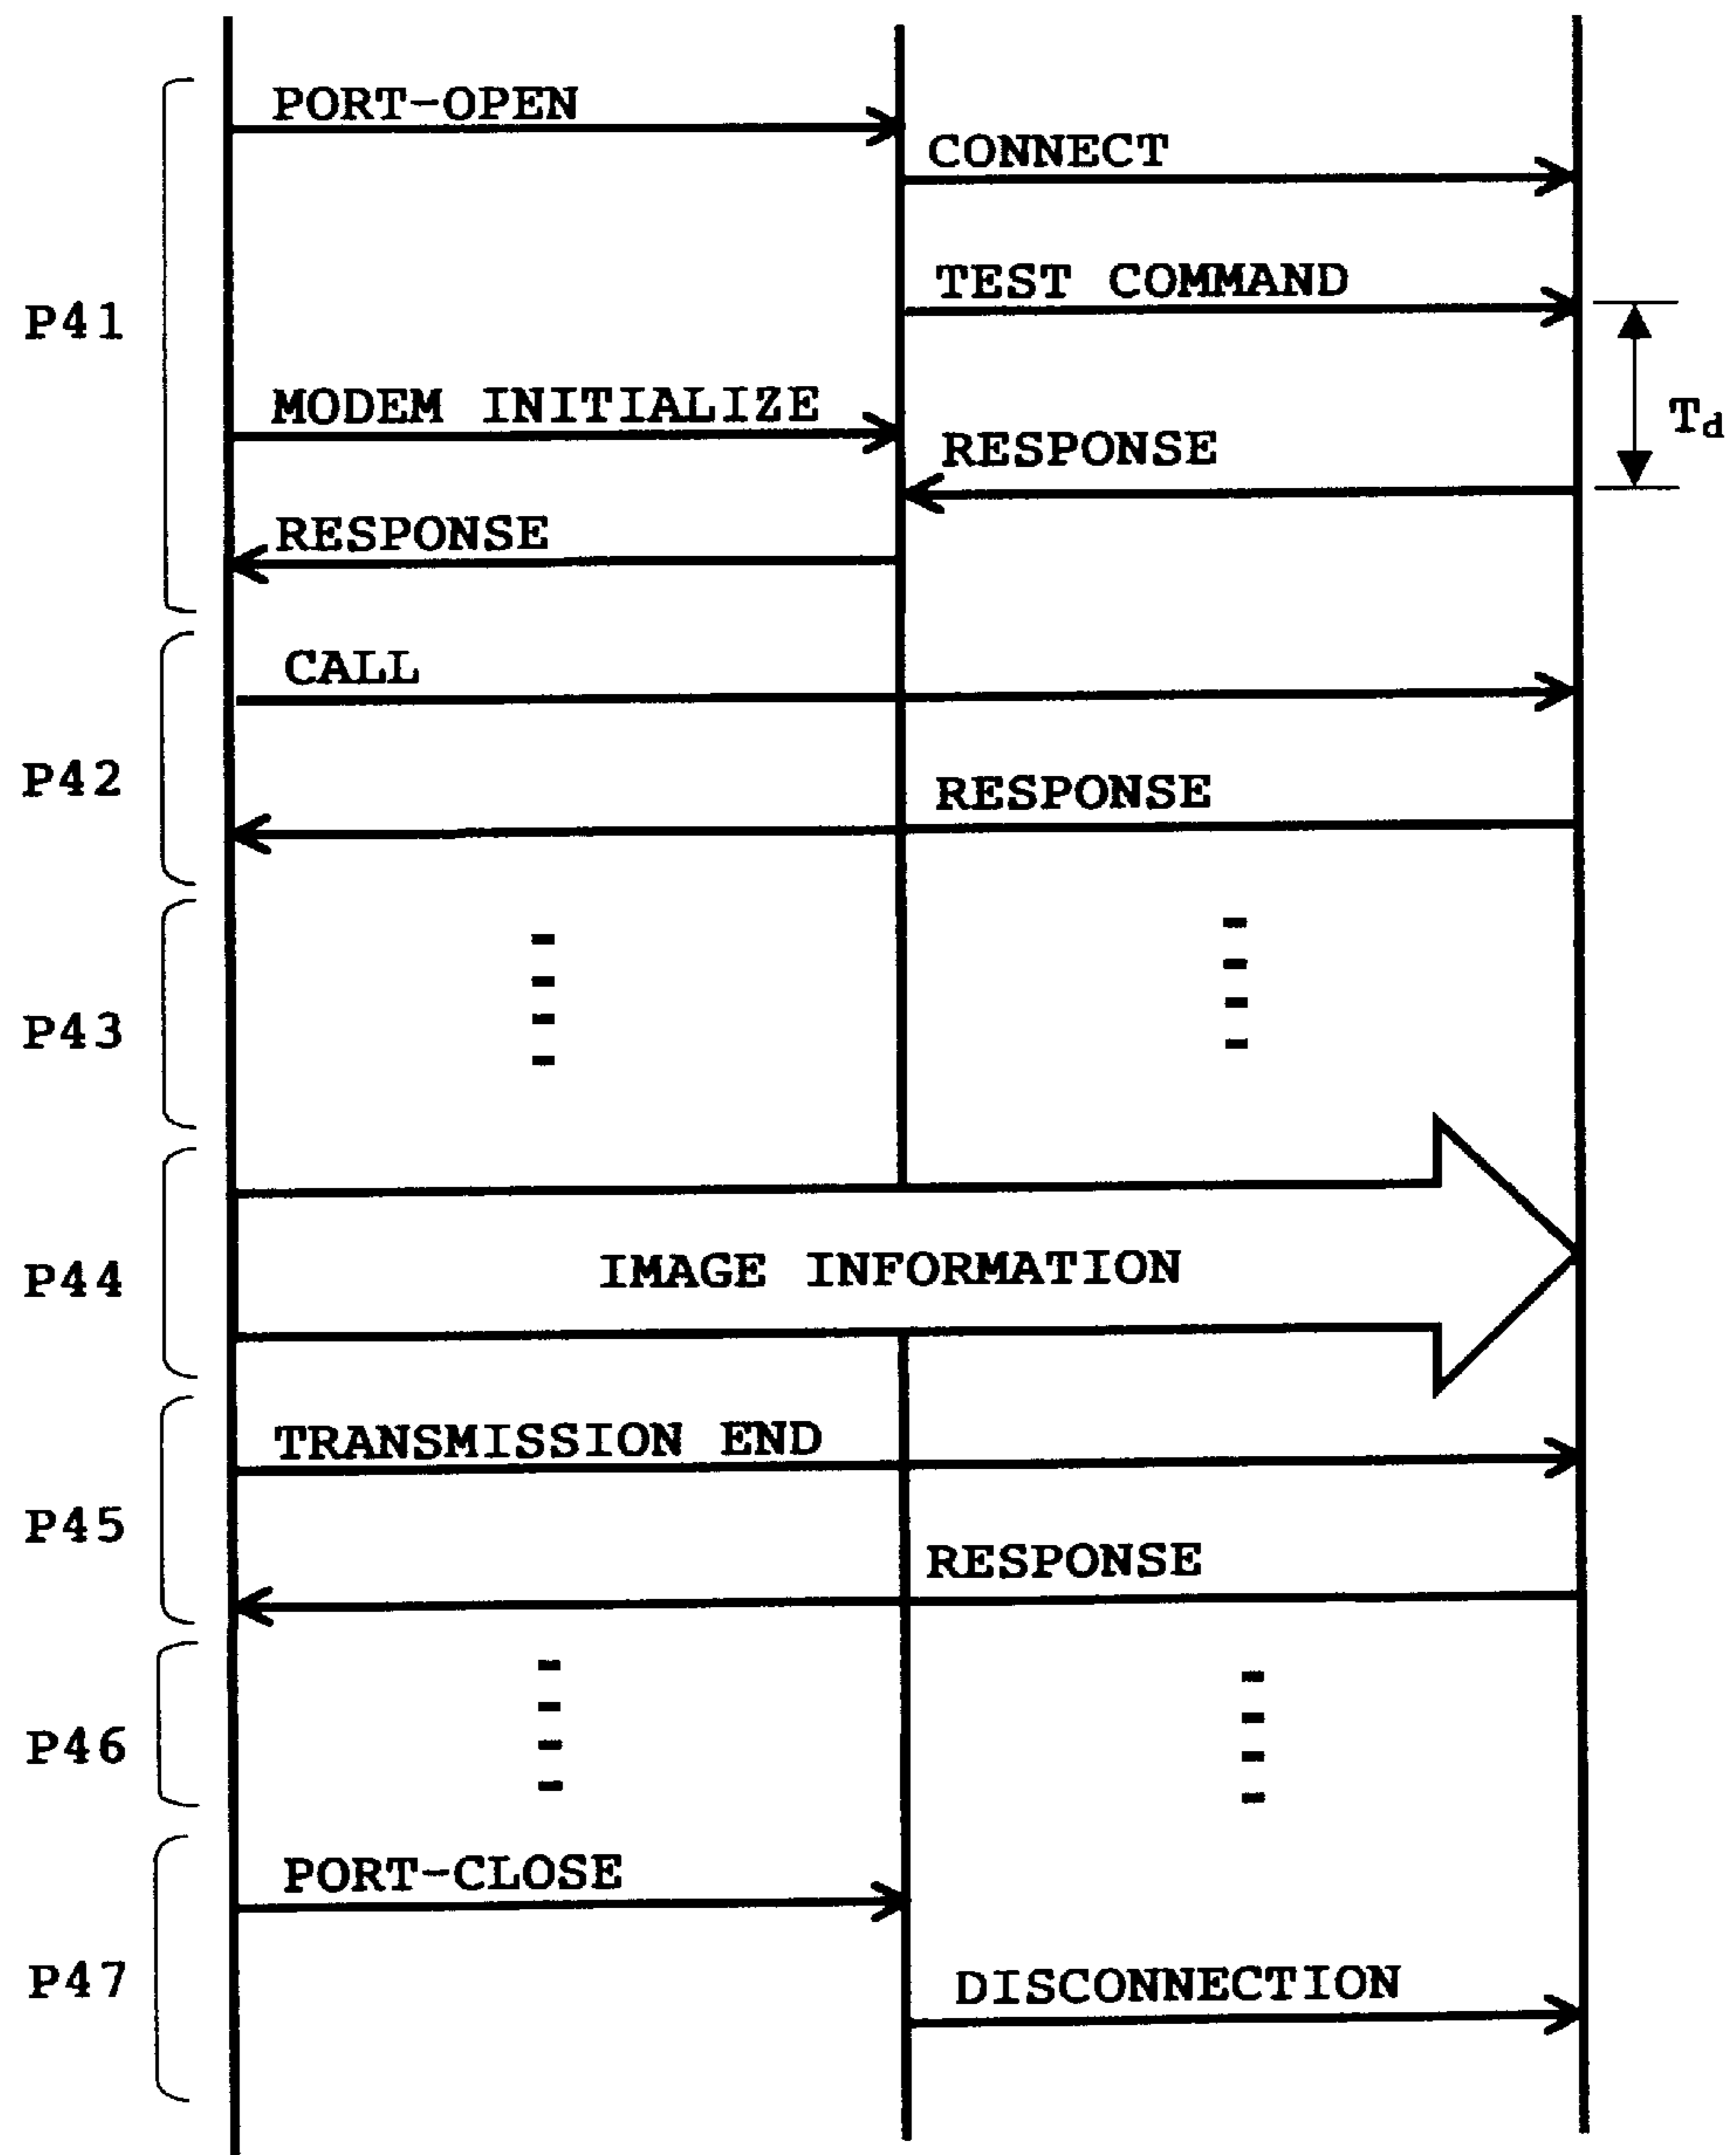 PORT-OPEN
CONNECT
TEST COMMAND
P41
MODEM INITIALIZE
Td
RESPONSE
RESPONSE
CALL
P42
RESPONSE
P43
IMAGE INFORMATION
P44
TRANSMISSION END
P45
RESPONSE
P46
PORT-CLOSE
P47
DISCONNECTION